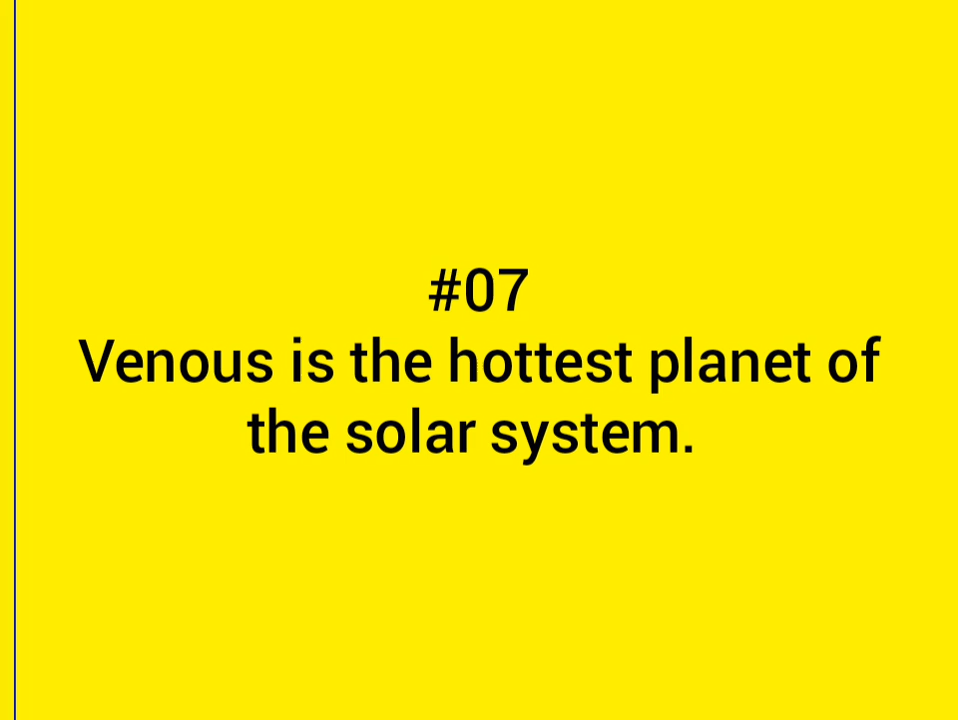 #07
Venous is the hottest planet of
the solar system.